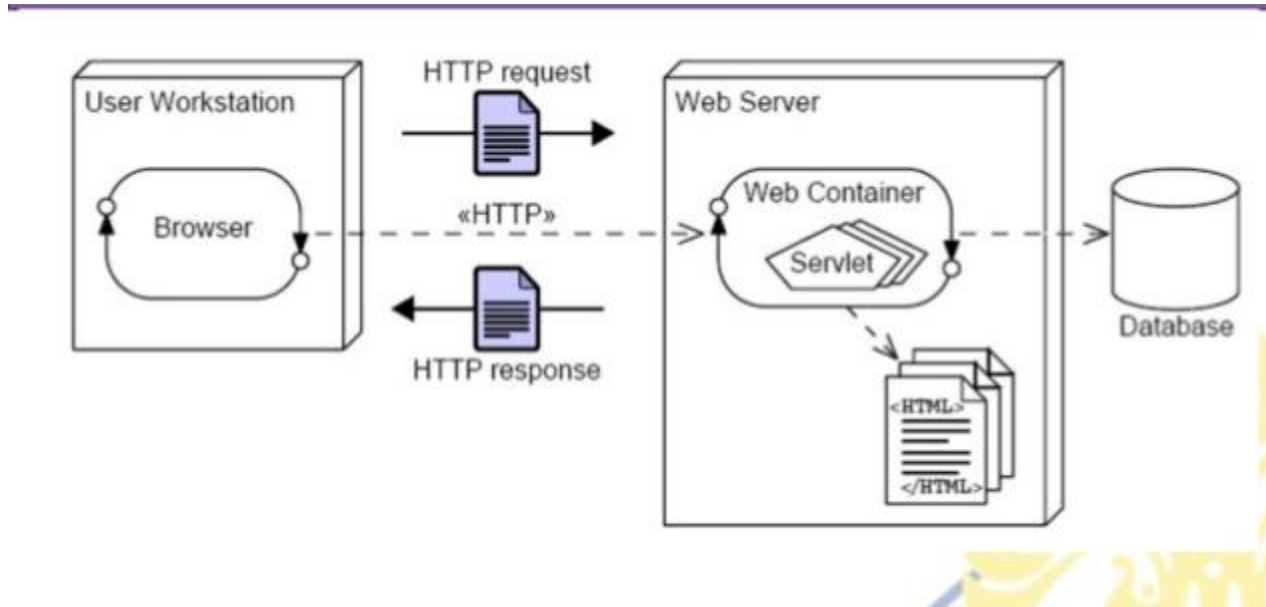 HTTP request
User Workstation
Web Server
Browser
«HTTP»
Web Container
Servlet
Database
HTTP response
<HTML>
</HTML>